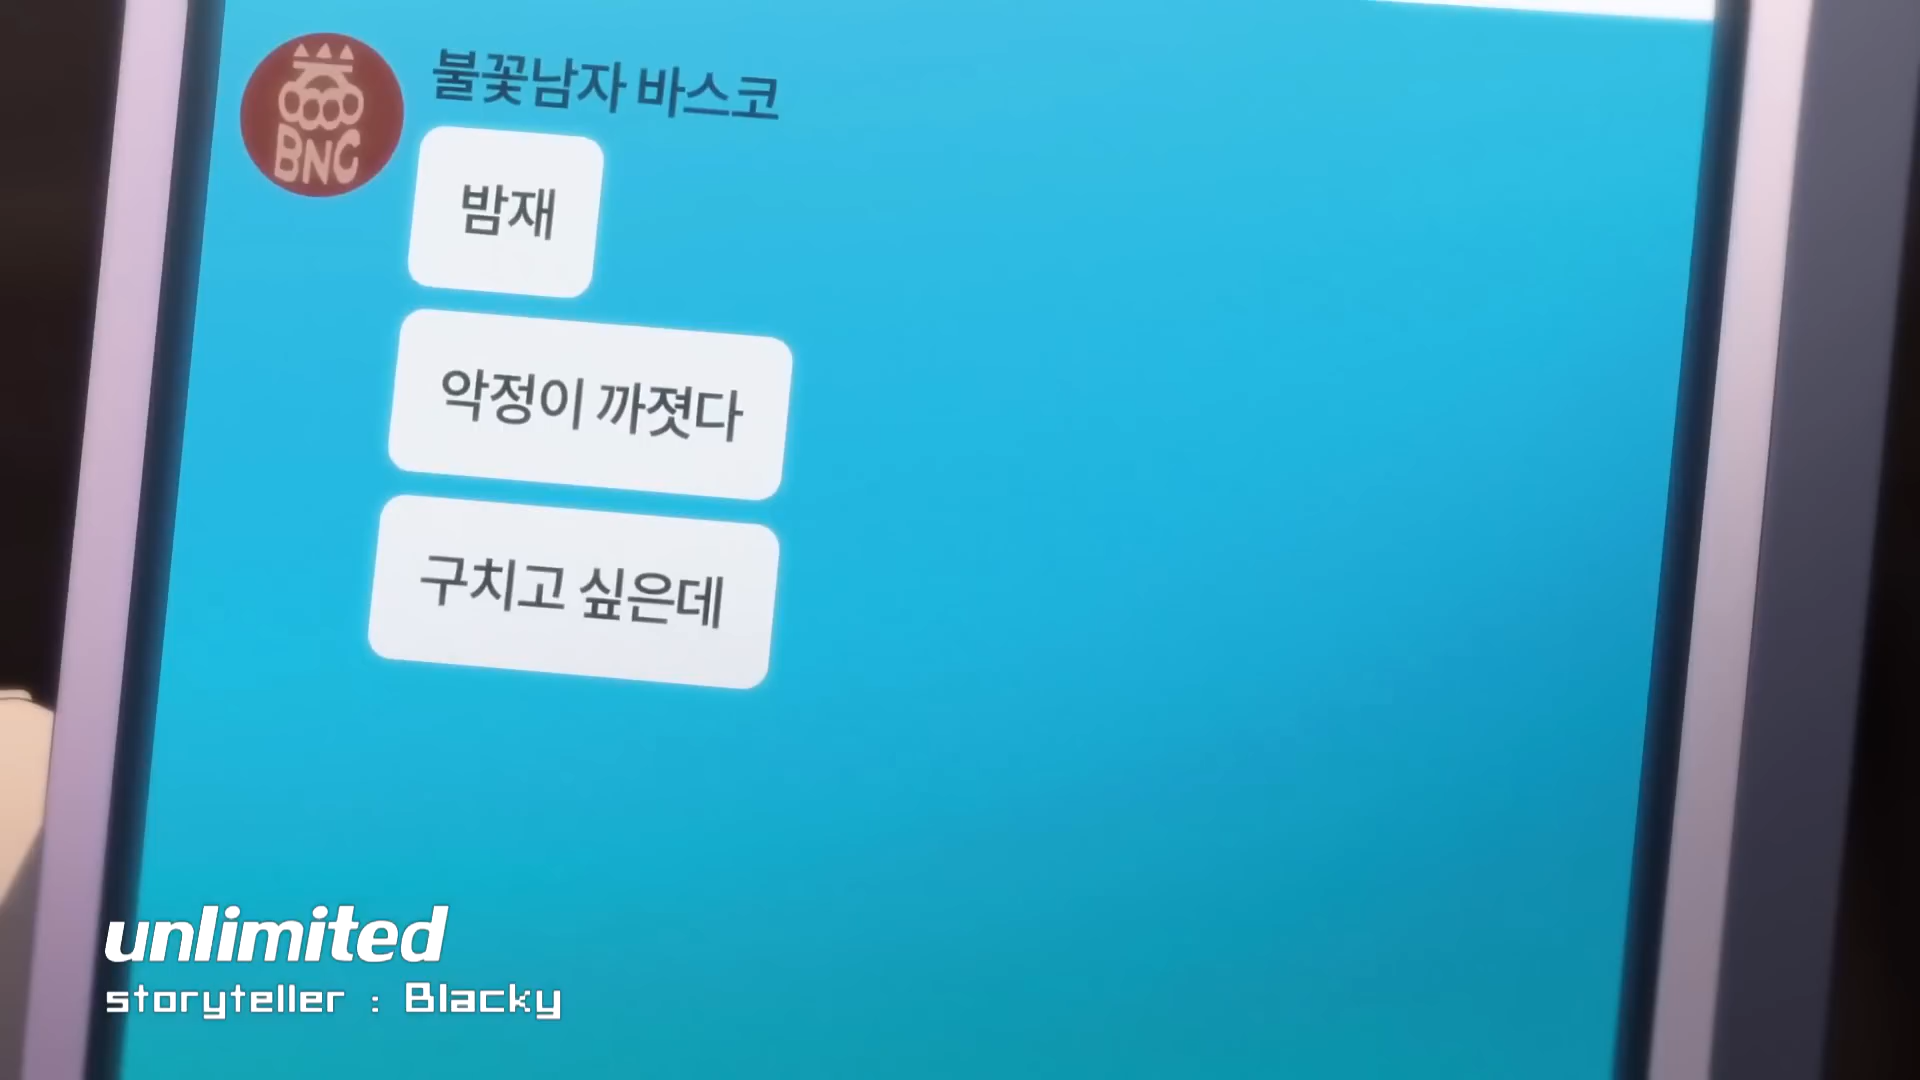 불꽃남자 바스코
BNC
밤재
악정이 까젓다
구치고 싶은데
unlimited
storyteller : Blacky